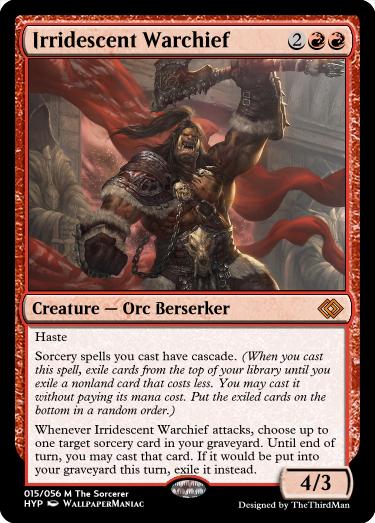 Irridescent Warchief 2
Creature — Orc Berserker
Haste
Sorcery spells you cast have cascade. (When you cast
this spell, exile cards from the top of your library until you
exile a nonland card that costs less. You may cast it
without paying its mana cost. Put the exiled cards on the
bottom in a random order.)
Whenever Irridescent Warchief attacks, choose up to
one target sorcery card in your graveyard. Until end of
turn, you may cast that card. If it would be put into
your graveyard this turn, exile it instead.
4/3
015/056 M The Sorcerer
HYP ✒ WallpaperManiac
Designed by TheThirdMan